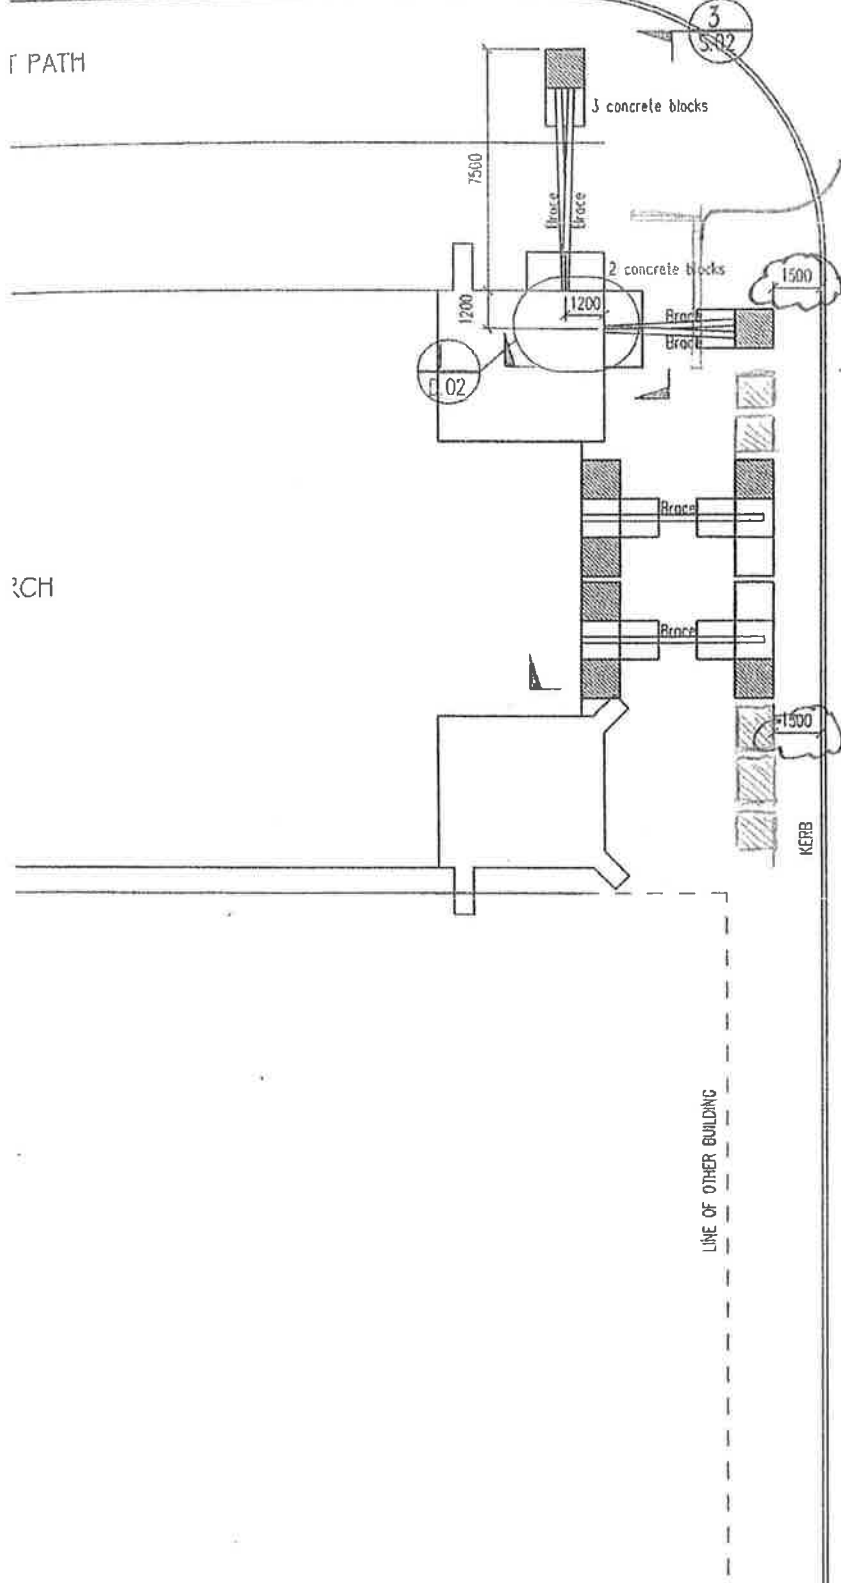 3
S.02
T PATH
3 concrete blocks
7500
Brace
Brace
2 concrete blocks
1500
1200
1200
Brace
Brace
D.02
Brace
RCH
Brace
1500
KERB
LINE OF OTHER BUILDING